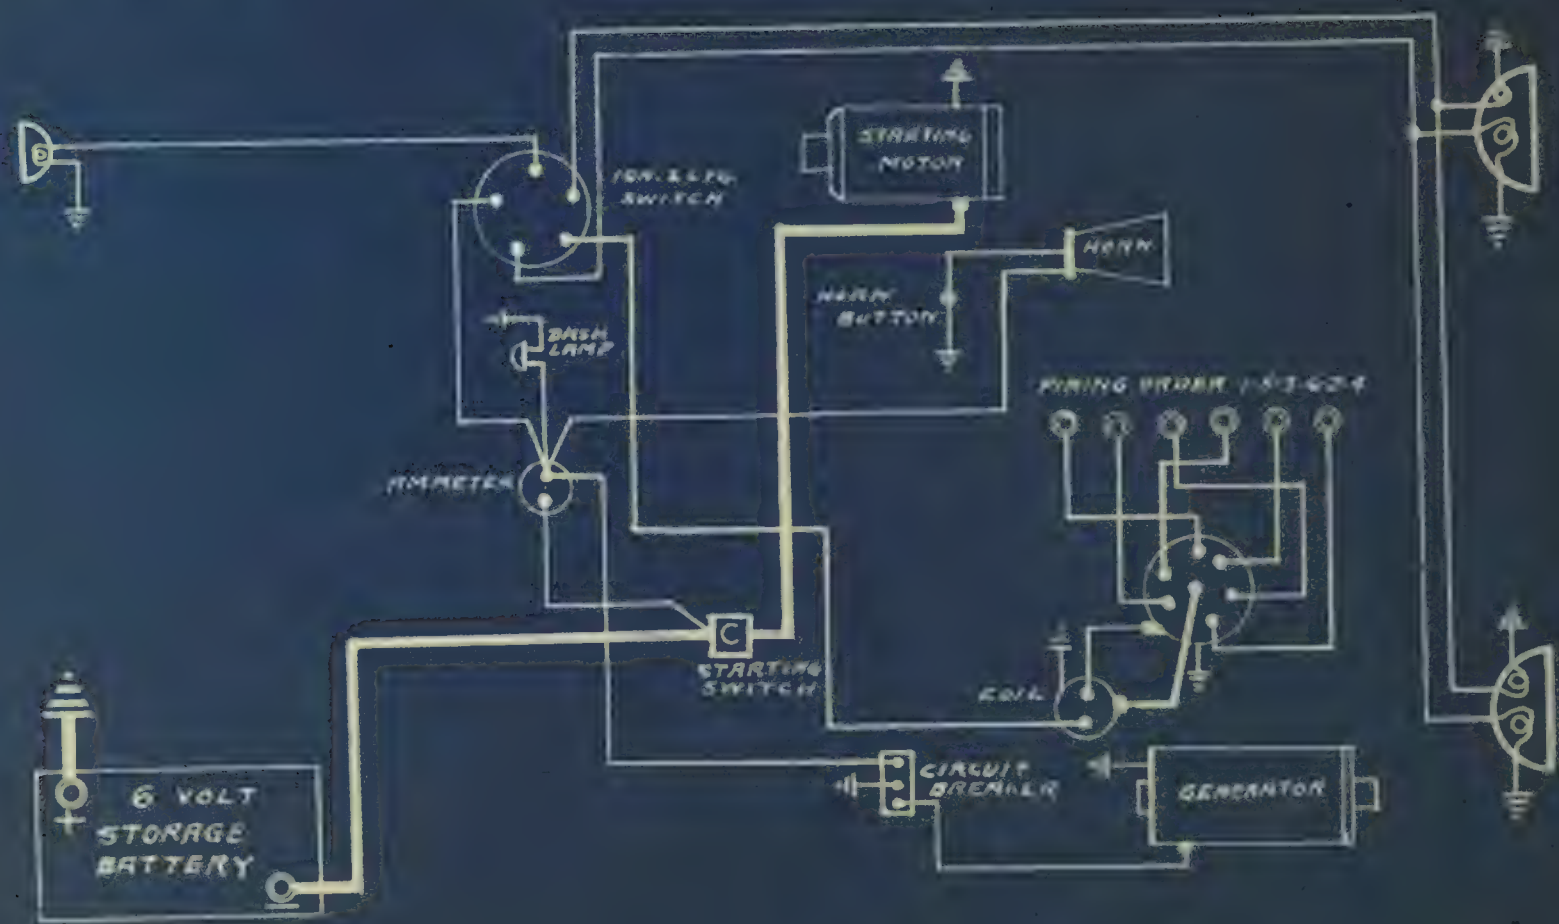 STARTING
MOTOR
IGN. & LTG.
SWITCH
HORN
HORN
BUTTON
DASH
LAMP
FIRING ORDER 1-5-3-6-2-4
AMMETER
C
STARTING
SWITCH
COIL
CIRCUIT
BREAKER
GENERATOR
6 VOLT
STORAGE
BATTERY